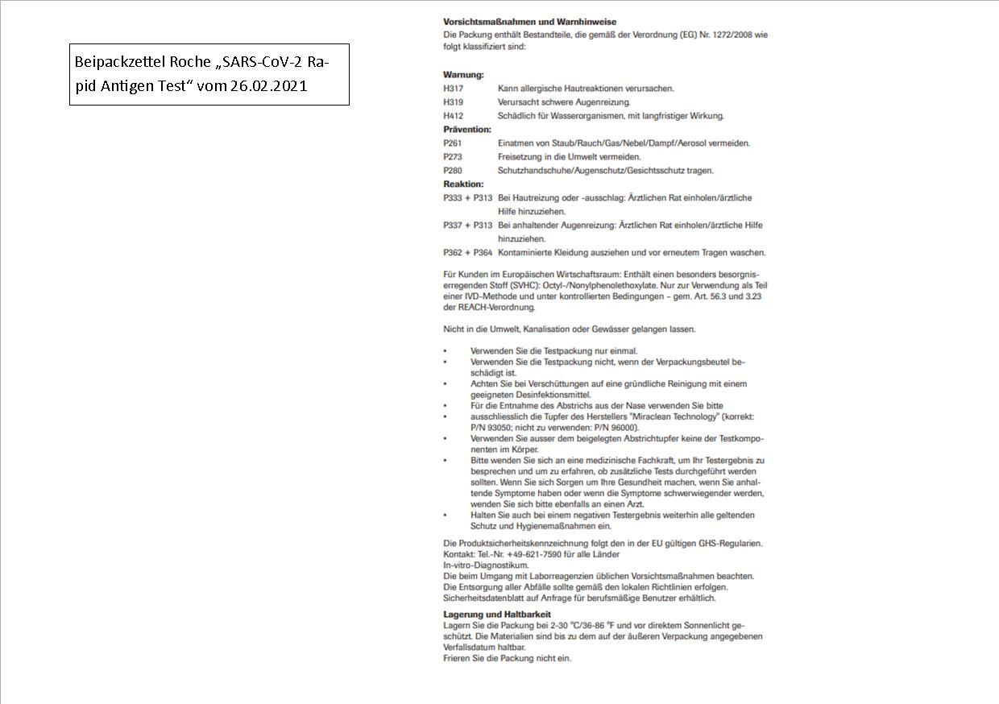 Beipackzettel Roche „SARS-CoV-2 Ra-
pid Antigen Test“ vom 26.02.2021
Vorsichtsmaßnahmen und Warnhinweise
Die Packung enthält Bestandteile, die gemäß der Verordnung (EG) Nr. 1272/2008 wie
folgt klassifiziert sind:
Warnung:
H317 Kann allergische Hautreaktionen verursachen.
H319 Verursacht schwere Augenreizung.
H412 Schädlich für Wasserorganismen, mit langfristiger Wirkung.
Prävention:
P261 Einatmen von Staub/Rauch/Gas/Nebel/Dampf/Aerosol vermeiden.
P273 Freisetzung in die Umwelt vermeiden.
P280 Schutzhandschuhe/Augenschutz/Gesichtsschutz tragen.
Reaktion:
P333 + P313 Bei Hautreizung oder -ausschlag: Ärztlichen Rat einholen/ärztliche
Hilfe hinzuziehen.
P337 + P313 Bei anhaltender Augenreizung: Ärztlichen Rat einholen/ärztliche Hilfe
hinzuziehen.
P362 + P364 Kontaminierte Kleidung ausziehen und vor erneutem Tragen waschen.
Für Kunden im Europäischen Wirtschaftsraum: Enthält einen besonders besorgnis-
erregenden Stoff (SVHC): Octyl-/Nonylphenolethoxylate. Nur zur Verwendung als Teil
einer IVD-Methode und unter kontrollierten Bedingungen – gem. Art. 56.3 und 3.23
der REACH-Verordnung.
Nicht in die Umwelt, Kanalisation oder Gewässer gelangen lassen.
• Verwenden Sie die Testpackung nur einmal.
• Verwenden Sie die Testpackung nicht, wenn der Verpackungsbeutel be-
schädigt ist.
• Achten Sie bei Verschüttungen auf eine gründliche Reinigung mit einem
geeigneten Desinfektionsmittel.
• Für die Entnahme des Abstrichs aus der Nase verwenden Sie bitte
• ausschliesslich die Tupfer des Herstellers "Miraclean Technology" (korrekt:
P/N 93050; nicht zu verwenden: P/N 96000).
• Verwenden Sie ausser dem beigelegten Abstrichtupfer keine der Testkompo-
nenten im Körper.
• Bitte wenden Sie sich an eine medizinische Fachkraft, um Ihr Testergebnis zu
besprechen und um zu erfahren, ob zusätzliche Tests durchgeführt werden
sollten. Wenn Sie sich Sorgen um Ihre Gesundheit machen, wenn Sie anhal-
tende Symptome haben oder wenn die Symptome schwerwiegender werden,
wenden Sie sich bitte ebenfalls an einen Arzt.
• Halten Sie auch bei einem negativen Testergebnis weiterhin alle geltenden
Schutz und Hygienemaßnahmen ein.
Die Produktsicherheitskennzeichnung folgt den in der EU gültigen GHS-Regularien.
Kontakt: Tel.-Nr. +49-621-7590 für alle Länder
In-vitro-Diagnostikum.
Die beim Umgang mit Laborreagenzien üblichen Vorsichtsmaßnahmen beachten.
Die Entsorgung aller Abfälle sollte gemäß den lokalen Richtlinien erfolgen.
Sicherheitsdatenblatt auf Anfrage für berufsmäßige Benutzer erhältlich.
Lagerung und Haltbarkeit
Lagern Sie die Packung bei 2-30 °C/36-86 °F und vor direktem Sonnenlicht ge-
schützt. Die Materialien sind bis zu dem auf der äußeren Verpackung angegebenen
Verfallsdatum haltbar.
Frieren Sie die Packung nicht ein.